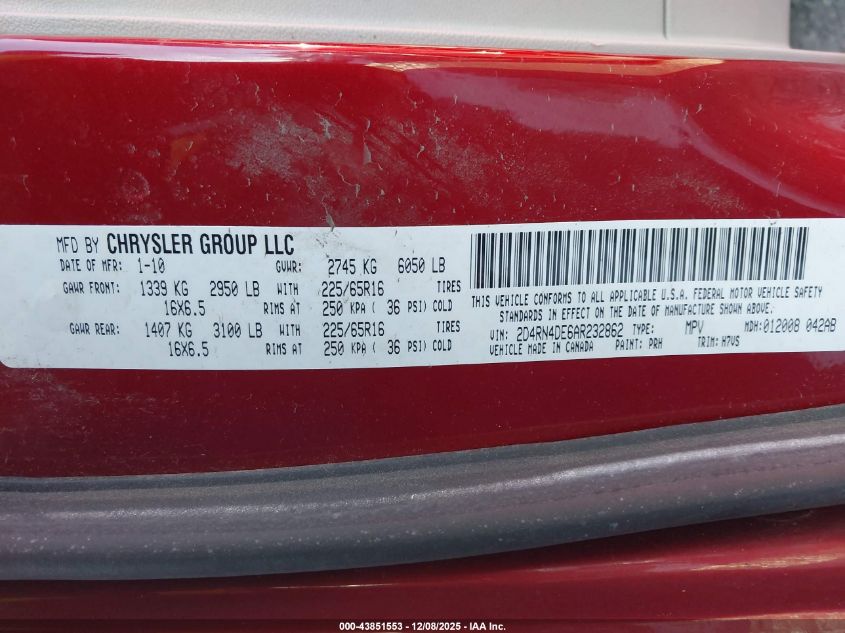 MFD BY CHRYSLER GROUP LLC
DATE OF MFR: 1-10 GVWR: 2745 KG 6050 LB
GAWR FRONT: 1339 KG 2950 LB WITH 225/65R16 TIRES
16X6.5 RIMS AT 250 KPA ( 36 PSI) COLD
GAWR REAR: 1407 KG 3100 LB WITH 225/65R16 TIRES
16X6.5 RIMS AT 250 KPA ( 36 PSI) COLD
THIS VEHICLE CONFORMS TO ALL APPLICABLE U.S.A. FEDERAL MOTOR VEHICLE SAFETY
STANDARDS IN EFFECT ON THE DATE OF MANUFACTURE SHOWN ABOVE.
VIN: 2D4RN4DE6AR232862 TYPE: MPV MDH:012008 042AB
VEHICLE MADE IN CANADA PAINT: PRH TRIM: H7VS
000-43851553 - 12/08/2025 - IAA Inc.